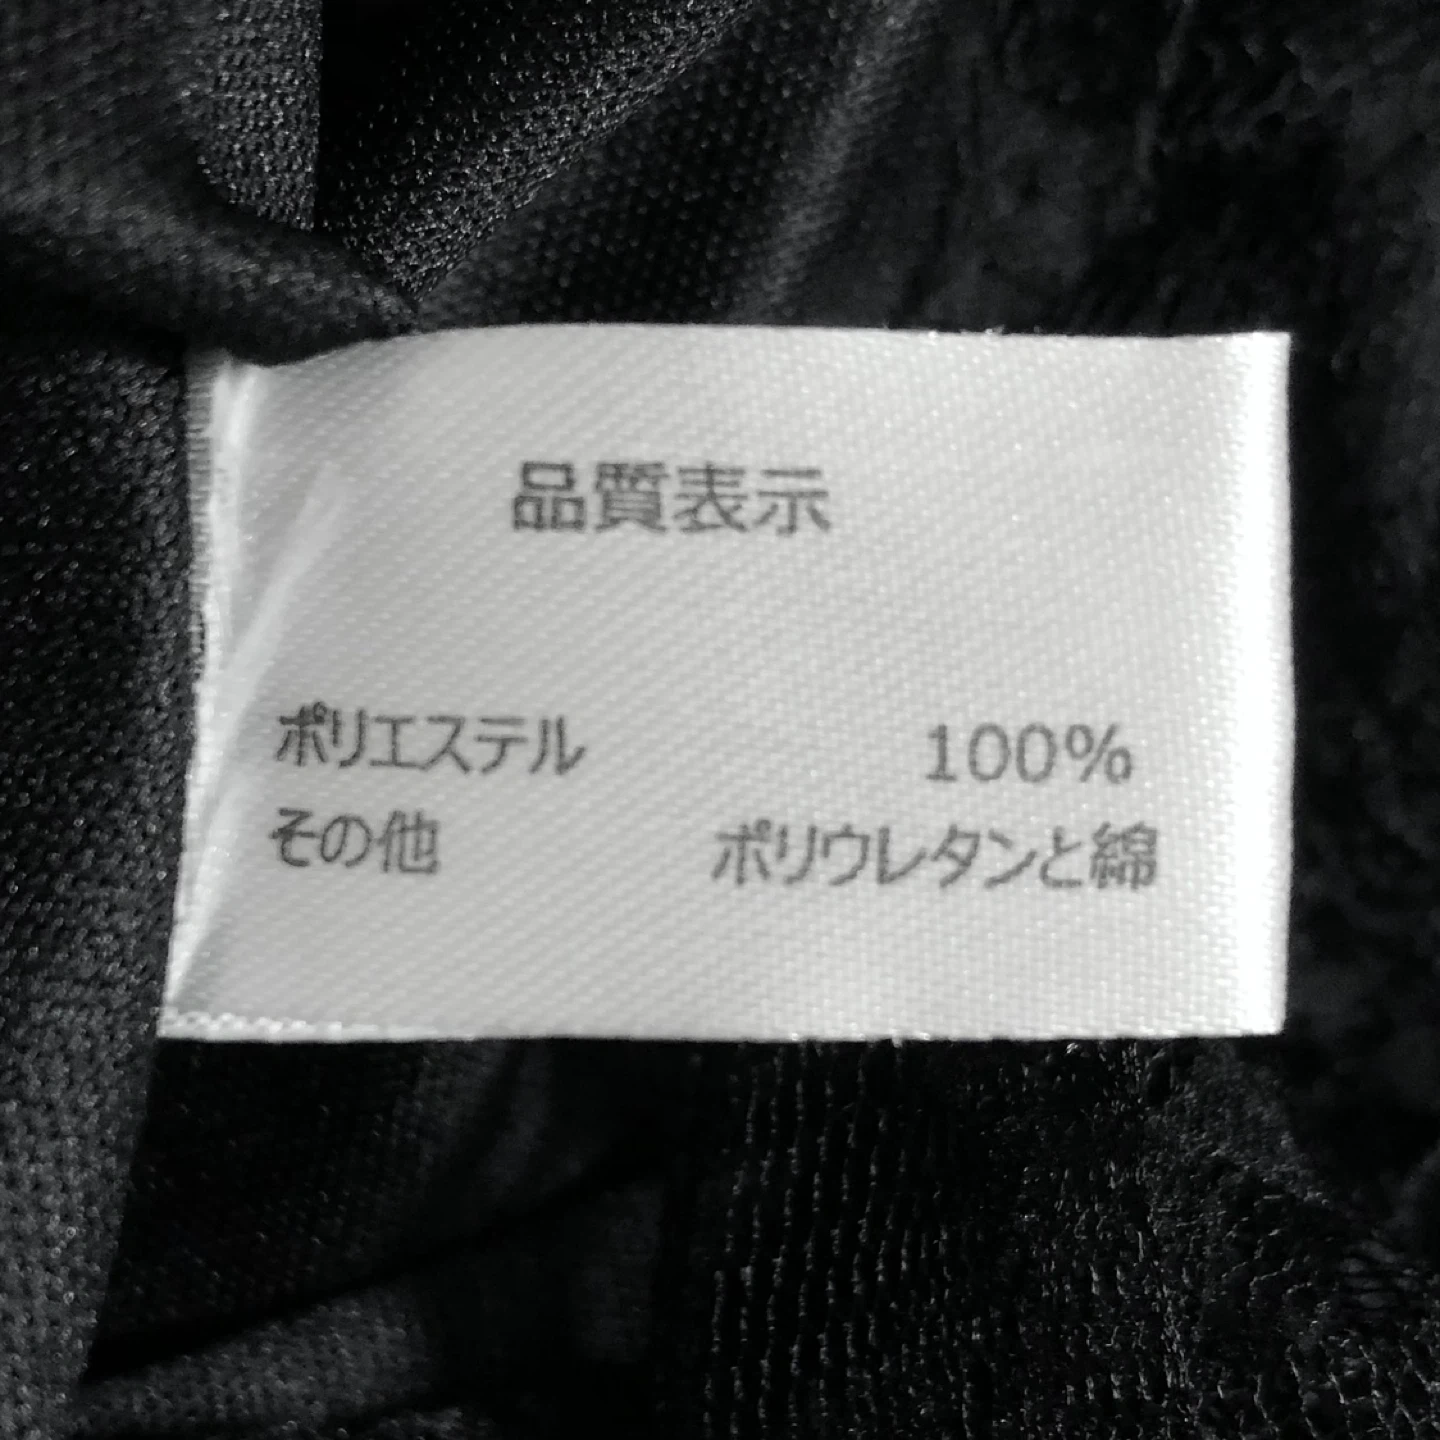 品質表示
ポリエステル 100%
その他 ポリウレタンと綿